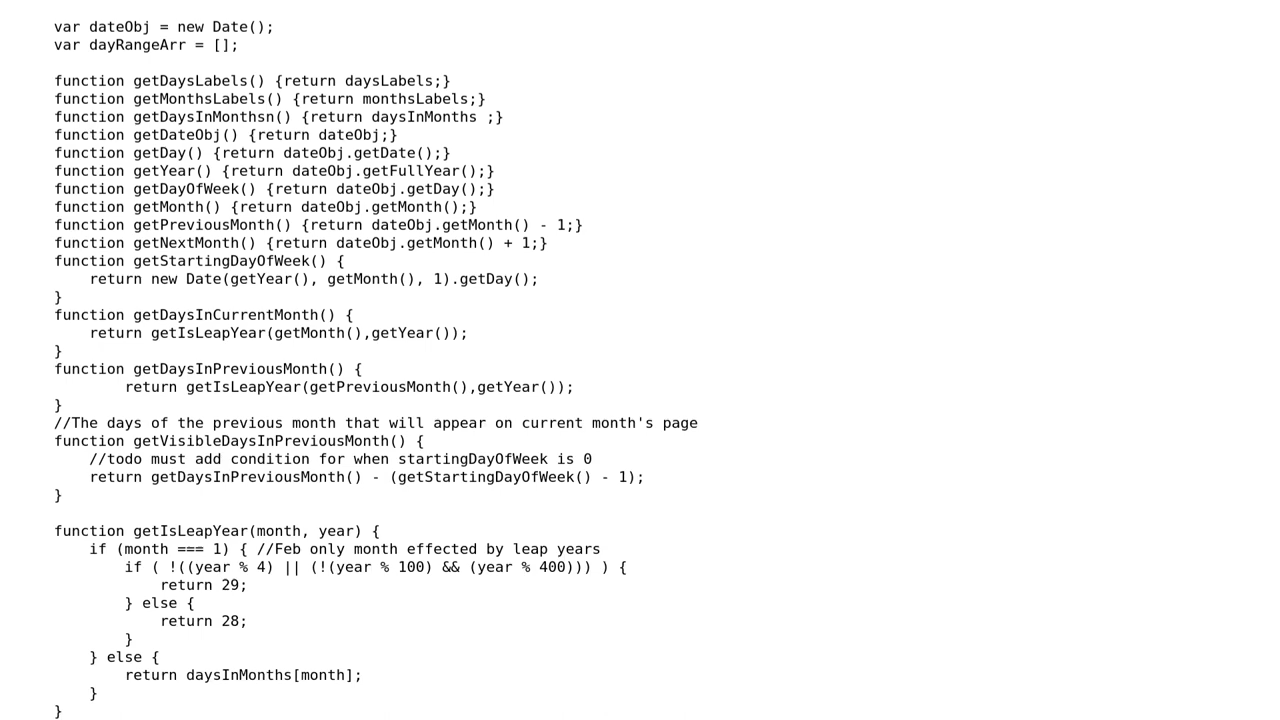 var dateObj = new Date();
var dayRangeArr = [];

function getDaysLabels() {return daysLabels;}
function getMonthsLabels() {return monthsLabels;}
function getDaysInMonthsn() {return daysInMonths ;}
function getDateObj() {return dateObj;}
function getDay() {return dateObj.getDate();}
function getYear() {return dateObj.getFullYear();}
function getDayOfWeek() {return dateObj.getDay();}
function getMonth() {return dateObj.getMonth();}
function getPreviousMonth() {return dateObj.getMonth() - 1;}
function getNextMonth() {return dateObj.getMonth() + 1;}
function getStartingDayOfWeek() {
    return new Date(getYear(), getMonth(), 1).getDay();
}
function getDaysInCurrentMonth() {
    return getIsLeapYear(getMonth(),getYear());
}
function getDaysInPreviousMonth() {
        return getIsLeapYear(getPreviousMonth(),getYear());
}
//The days of the previous month that will appear on current month's page
function getVisibleDaysInPreviousMonth() {
    //todo must add condition for when startingDayOfWeek is 0
    return getDaysInPreviousMonth() - (getStartingDayOfWeek() - 1);
}

function getIsLeapYear(month, year) {
    if (month === 1) { //Feb only month effected by leap years
        if ( !((year % 4) || (!(year % 100) && (year % 400))) ) {
            return 29;
        } else {
            return 28;
        }
    } else {
        return daysInMonths[month];
    }
}